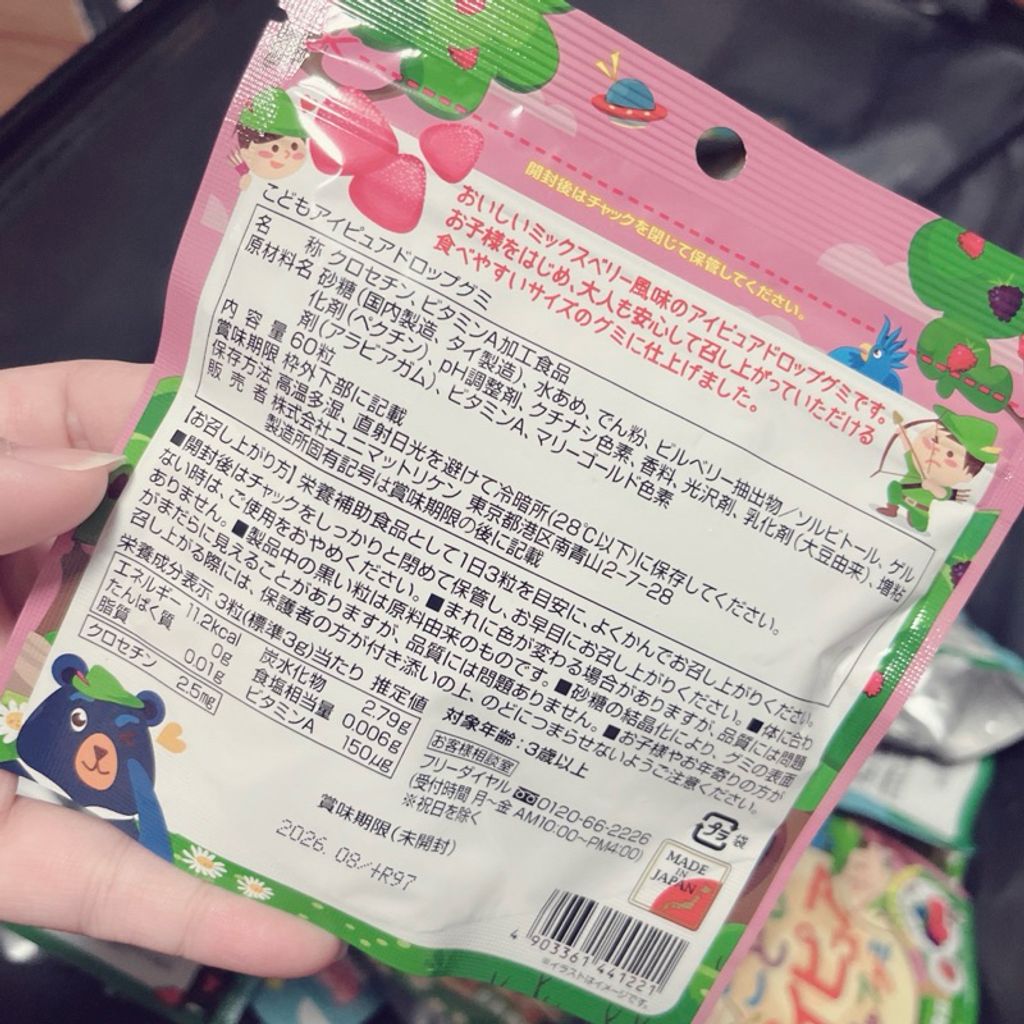 開封後はチャックを閉じて保管してください。
おいしいミックスベリー風味のアイピュアドロップグミです。
お子様をはじめ、大人も安心して召し上がっていただける
食べやすいサイズのグミに仕上げました。
こどもアイピュアドロップグミ
名 称 クロセチン、ビタミンA加工食品
原材料名 砂糖(国内製造、タイ製造)、水あめ、でん粉、ビルベリー抽出物／ソルビトール、ゲル
化剤(ペクチン)、pH調整剤、クチナシ色素、香料、光沢剤、乳化剤(大豆由来)、増粘
剤(アラビアガム)、ビタミンA、マリーゴールド色素
内 容 量 60粒
賞味期限 枠外下部に記載
保存方法 高温多湿、直射日光を避けて冷暗所(28℃以下)に保存してください。
販 売 者 株式会社ユニマットリケン 東京都港区南青山2-7-28
製造所固有記号は賞味期限の後に記載
【お召し上がり方】栄養補助食品として1日3粒を目安に、よくかんでお召し上がりください。
■開封後はチャックをしっかりと閉めて保管し、お早目にお召し上がりください。■体に合わ
ない時は、ご使用をおやめください。■まれに色が変わる場合がありますが、品質には問題
ありません。■製品中の黒い粒は原料由来のものです。■砂糖の結晶化により、グミの表面
がまだらに見えることがありますが、品質には問題ありません。■お子様やお年寄りの方が
召し上がる際には、保護者の方が付き添いの上、のどにつまらせないようご注意ください。
栄養成分表示 3粒(標準3g)当たり 推定値
エネルギー 11.2kcal 炭水化物 2.79g
たんぱく質 0g 食塩相当量 0.006g
脂質 0.01g ビタミンA 150μg
クロセチン 2.5mg
対象年齢：3歳以上
お客様相談室
フリーダイヤル 0120-66-2226
(受付時間 月〜金 AM10:00〜PM4:00)
※祝日を除く
賞味期限(未開封)
2026.08/+R97
プラ 袋
MADE
IN
JAPAN
4 903361 441221
※イラストはイメージです。